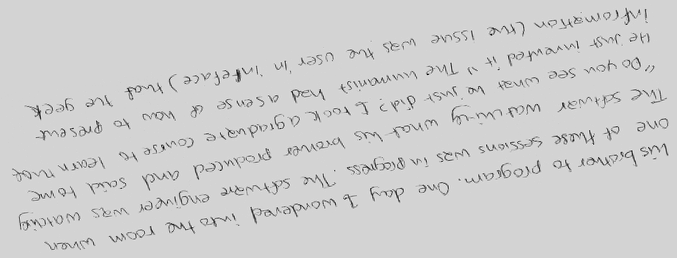 his brother to program. One day I wondered into the room when
one of these sessions was in progress. The software engineer was watching
The softwar watching what his brother produced and said to me
"Do you see what he just did? I took a graduate course to learn that
He just invented it " The humanist had a sense of how to present
infromation (the issue was the user in interface) that the geek